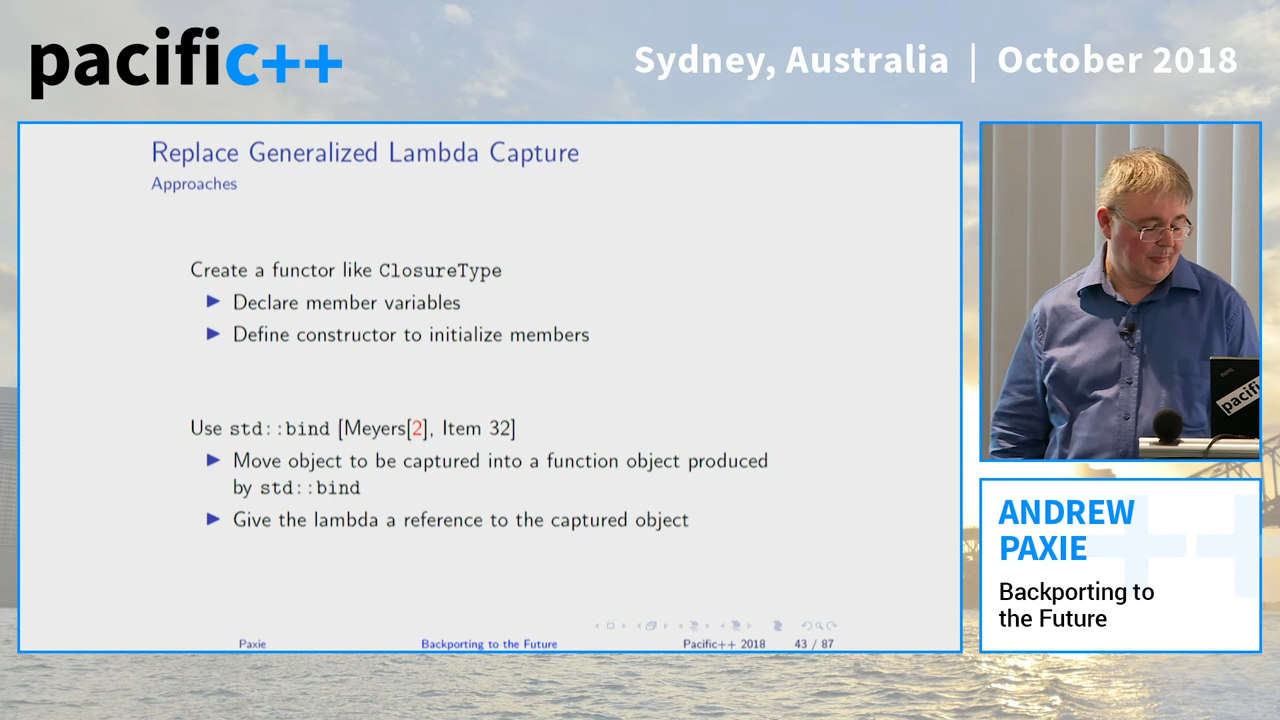 pacific++
Sydney, Australia | October 2018
Replace Generalized Lambda Capture
Approaches
Create a functor like ClosureType
Declare member variables
Define constructor to initialize members
Use std::bind [Meyers[2], Item 32]
Move object to be captured into a function object produced
by std::bind
Give the lambda a reference to the captured object
Paxie
Backporting to the Future
Pacific++ 2018
43 / 87
pacifi
ANDREW
PAXIE
Backporting to
the Future